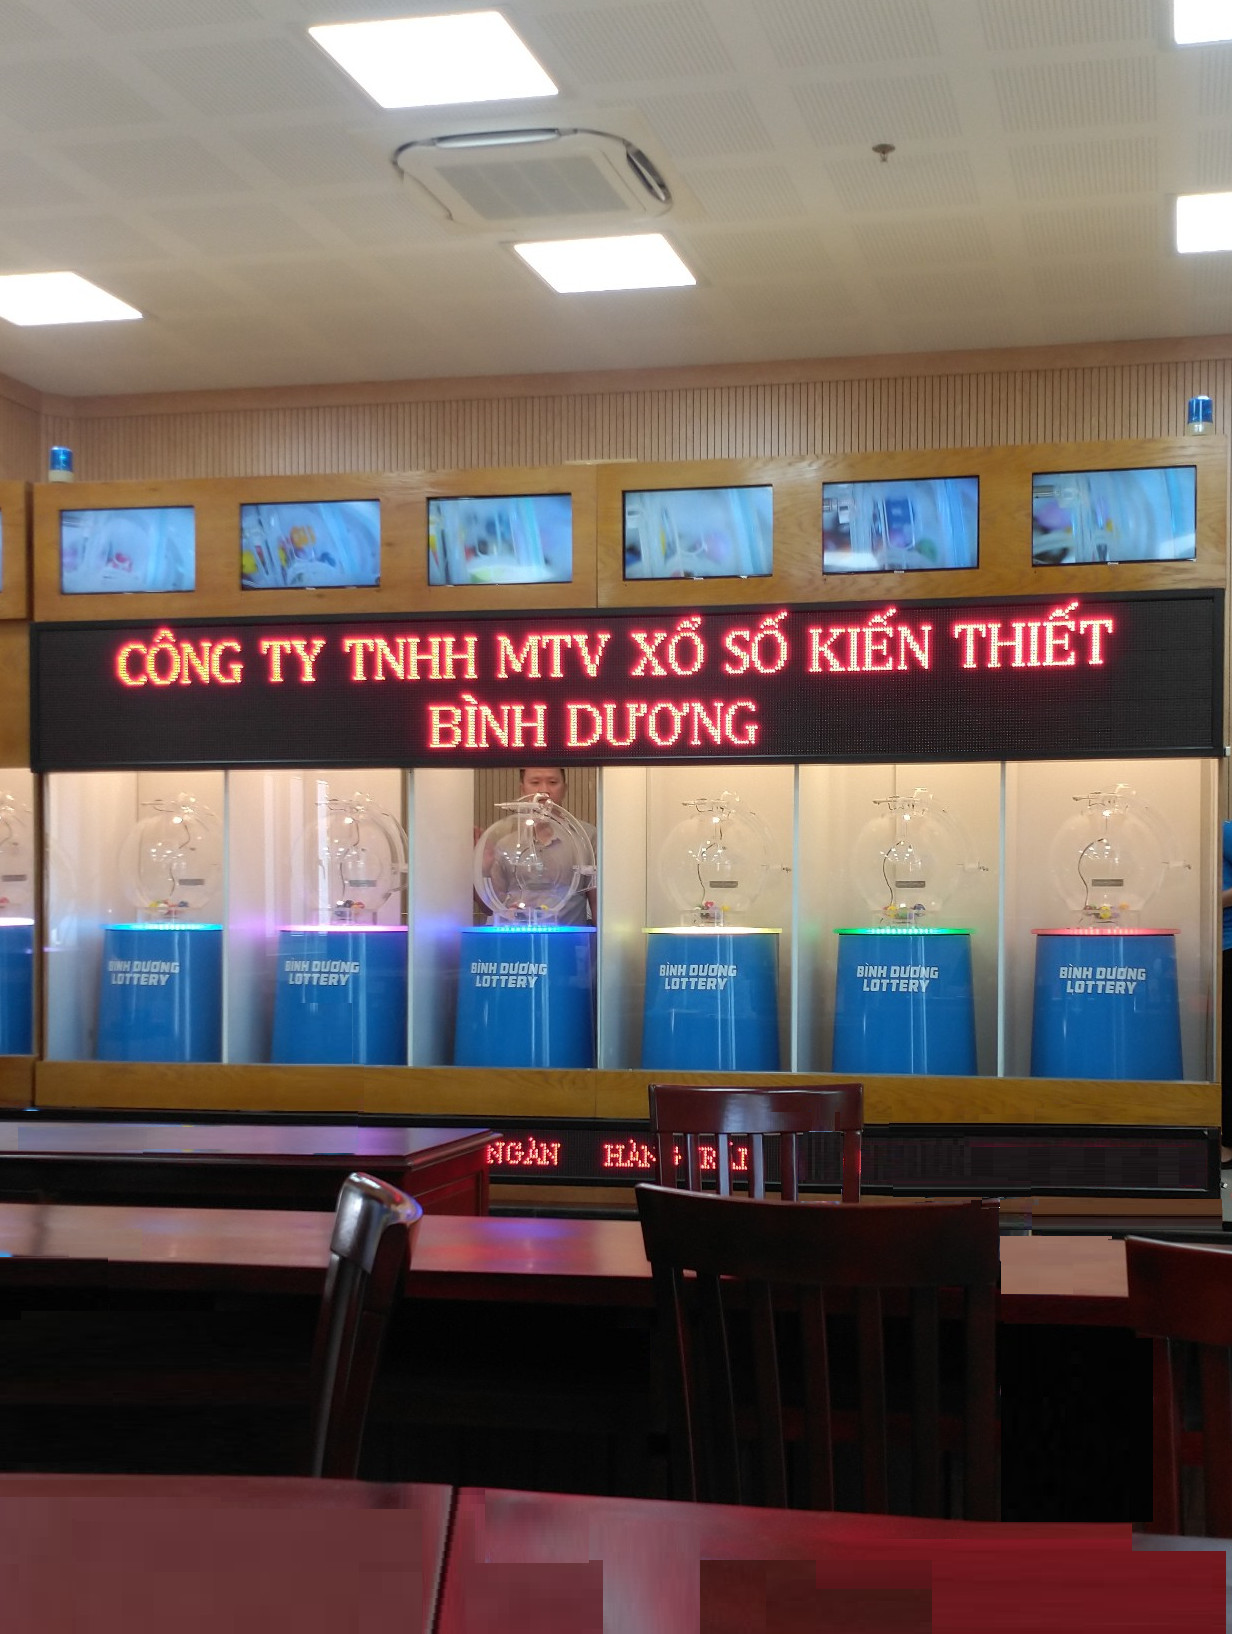 CÔNG TY TNHH MTV XỔ SỐ KIẾN THIẾT
BÌNH DƯƠNG
BÌNH DƯƠNG
LOTTERY
BÌNH DƯƠNG
LOTTERY
BÌNH DƯƠNG
LOTTERY
BÌNH DƯƠNG
LOTTERY
BÌNH DƯƠNG
LOTTERY
BÌNH DƯƠNG
LOTTERY
NGÀN